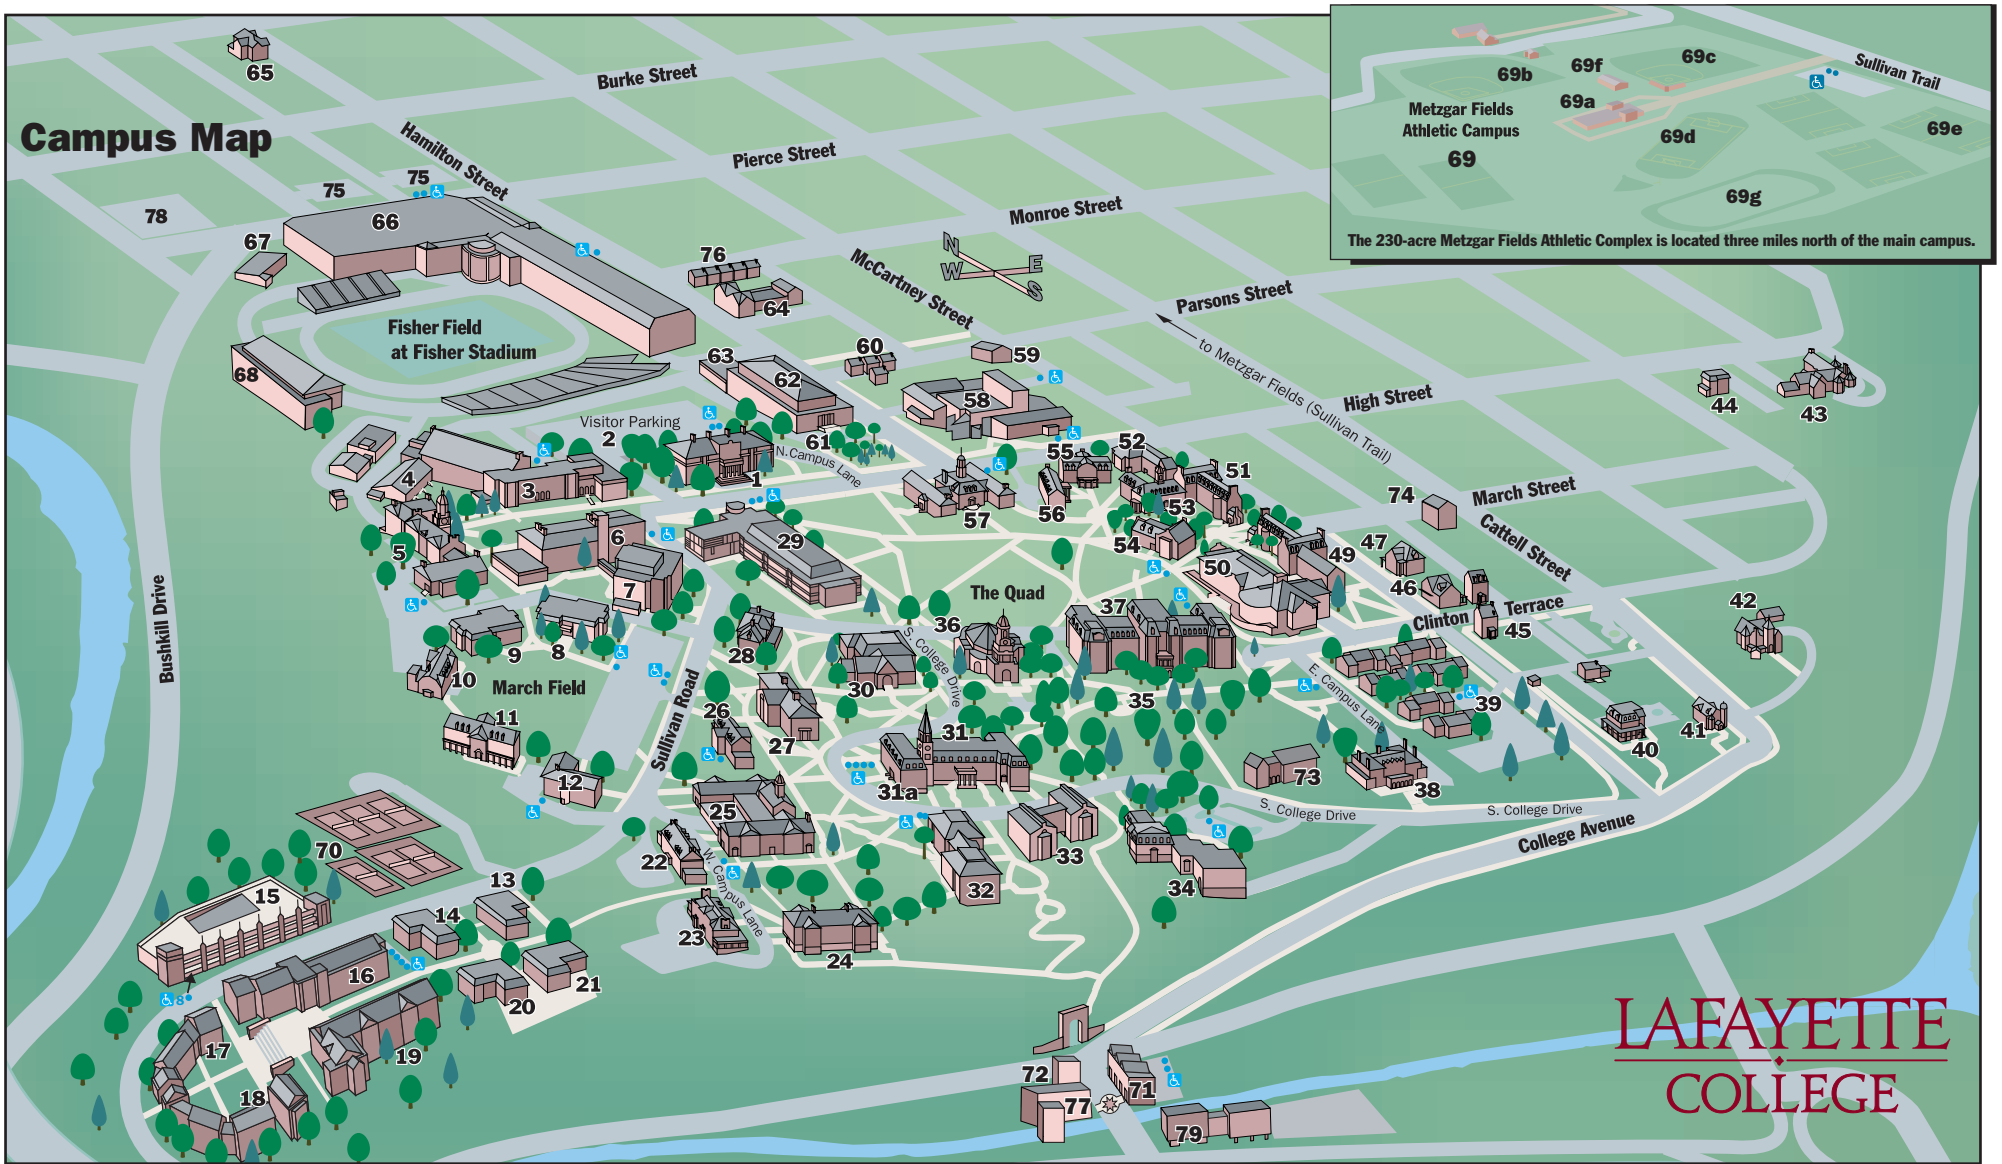 Campus Map
65
Burke Street
Hamilton Street
Pierce Street
Monroe Street
McCartney Street
Parsons Street
N
W
E
S
to Metzgar Fields (Sullivan Trail)
High Street
March Street
Cattell Street
69b
69f
69c
Sullivan Trail
Metzgar Fields
Athletic Campus
69
69a
69d
69e
69g
The 230-acre Metzgar Fields Athletic Complex is located three miles north of the main campus.
75
75
78
66
67
76
64
Fisher Field
at Fisher Stadium
68
63
62
60
59
58
44
43
Visitor Parking
2
61
N. Campus Lane
1
3
4
55
52
51
57
56
53
54
74
5
6
7
29
50
49
47
46
45
Clinton Terrace
42
The Quad
9
8
10
March Field
11
12
28
30
36
37
S. College Drive
35
E. Campus Lane
39
40
41
Bushkill Drive
Sullivan Road
26
27
31
31a
73
38
S. College Drive
S. College Drive
College Avenue
25
22
W. Campus Lane
23
24
32
33
34
70
13
14
15
16
8
20
21
17
18
19
72
77
71
79
LAFAYETTE
COLLEGE